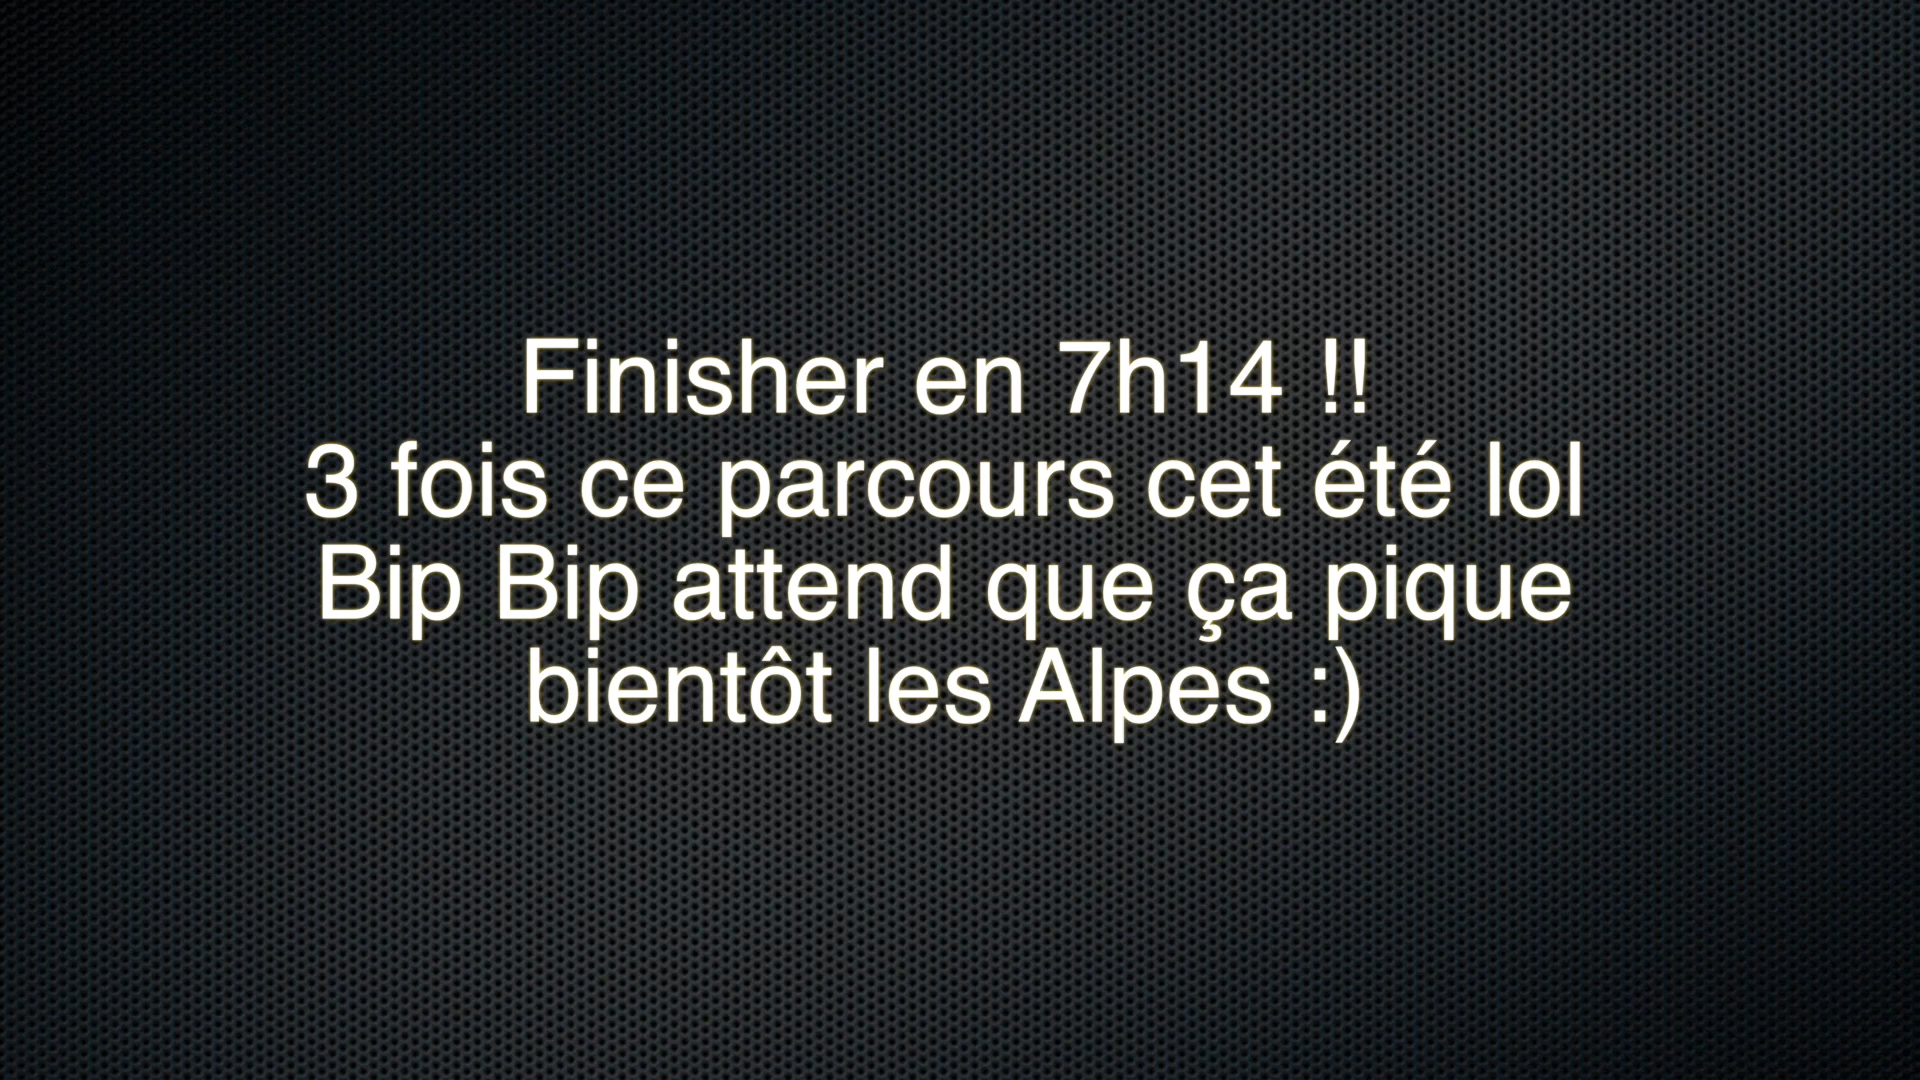 Finisher en 7h14 !!
3 fois ce parcours cet été lol
Bip Bip attend que ça pique
bientôt les Alpes :)